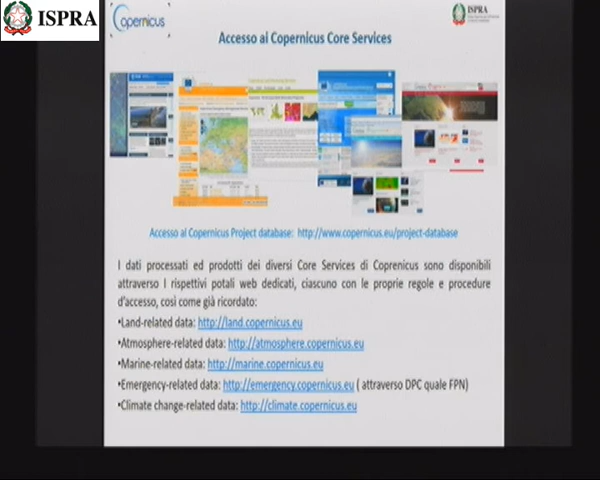 ISPRA
Copernicus
ISPRA
Accesso al Copernicus Core Services
Accesso al Copernicus Project database: http://www.copernicus.eu/project-database
I dati processati ed prodotti dei diversi Core Services di Coprenicus sono disponibili
attraverso I rispettivi potali web dedicati, ciascuno con le proprie regole e procedure
d'accesso, così come già ricordato:
•Land-related data: http://land.copernicus.eu
•Atmosphere-related data: http://atmosphere.copernicus.eu
•Marine-related data: http://marine.copernicus.eu
•Emergency-related data: http://emergency.copernicus.eu ( attraverso DPC quale FPN)
•Climate change-related data: http://climate.copernicus.eu